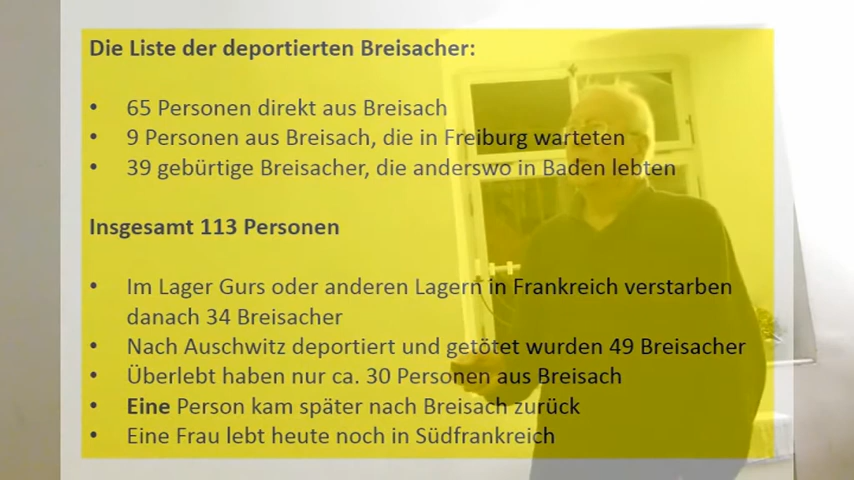 Die Liste der deportierten Breisacher:
• 65 Personen direkt aus Breisach
• 9 Personen aus Breisach, die in Freiburg warteten
• 39 gebürtige Breisacher, die anderswo in Baden lebten
Insgesamt 113 Personen
• Im Lager Gurs oder anderen Lagern in Frankreich verstarben
danach 34 Breisacher
• Nach Auschwitz deportiert und getötet wurden 49 Breisacher
• Überlebt haben nur ca. 30 Personen aus Breisach
• Eine Person kam später nach Breisach zurück
• Eine Frau lebt heute noch in Südfrankreich